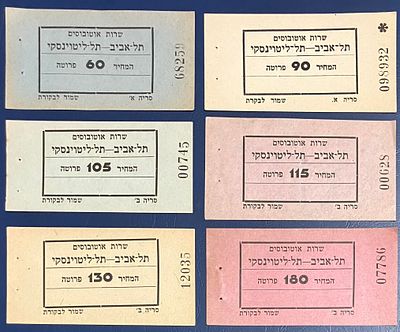 שרות אוטובוסים
תל-אביב—תל-ליטוינסקי
המחיר 60 פרוטה
סריה א׳ שמור לבקורת
68259
*
שרות אוטובוסים
תל-אביב—תל-ליטוינסקי
המחיר 90 פרוטה
סריה א. שמור לבקורת
098932
שרות אוטובוסים
תל-אביב—תל-ליטוינסקי
המחיר 105 פרוטה
סריה ב׳ שמור לבקורת
00745
שרות אוטובוסים
תל-אביב—תל-ליטוינסקי
המחיר 115 פרוטה
סריה ב׳ שמור לבקורת
00628
שרות אוטובוסים
תל-אביב—תל-ליטוינסקי
המחיר 130 פרוטה
סריה ב. שמור לבקורת
12035
שרות אוטובוסים
תל-אביב—תל-ליטוינסקי
המחיר 180 פרוטה
סריה ב׳ שמור לבקורת
07786